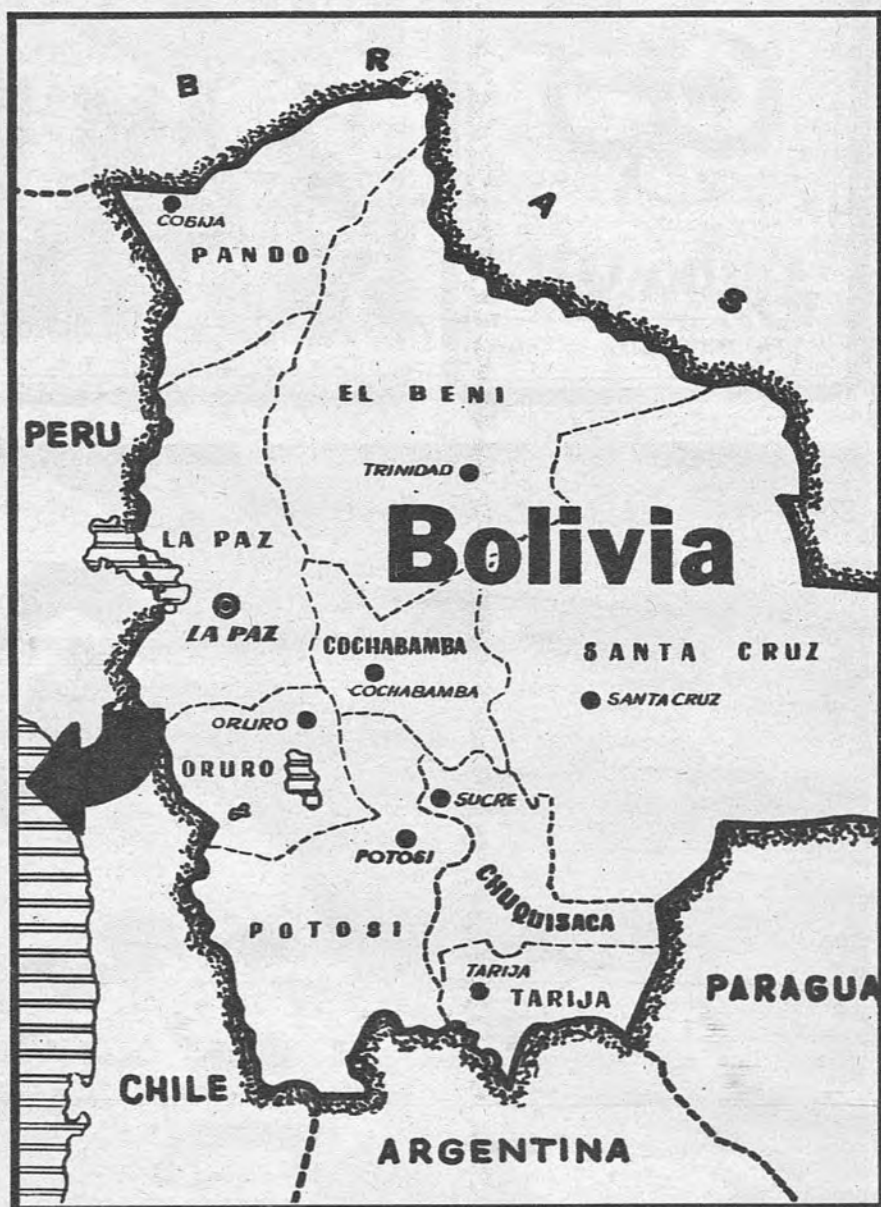 B R A S
COBIJA
PANDO
EL BENI
PERU
TRINIDAD
Bolivia
LA PAZ
LA PAZ
COCHABAMBA
COCHABAMBA
SANTA CRUZ
SANTA CRUZ
ORURO
ORURO
SUCRE
POTOSI
CHUQUISACA
POTOSI
TARIJA
TARIJA
PARAGUA
CHILE
ARGENTINA